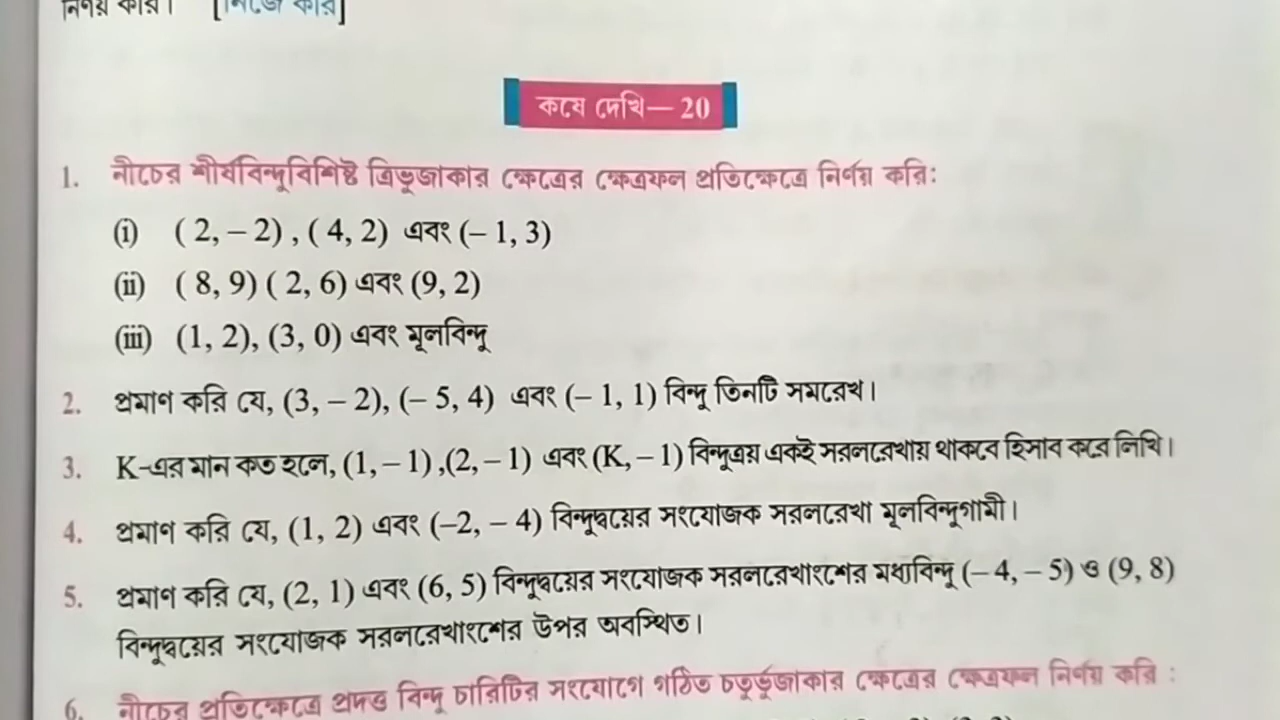 নির্ণয় করি। [নিজে করি]
কষে দেখি— 20
1. নীচের শীর্ষবিন্দুবিশিষ্ট ত্রিভুজাকার ক্ষেত্রের ক্ষেত্রফল প্রতিক্ষেত্রে নির্ণয় করি:
(i) ( 2, – 2) , ( 4, 2) এবং (– 1, 3)
(ii) ( 8, 9) ( 2, 6) এবং (9, 2)
(iii) (1, 2), (3, 0) এবং মূলবিন্দু
2. প্রমাণ করি যে, (3, – 2), (– 5, 4) এবং (– 1, 1) বিন্দু তিনটি সমরেখ।
3. K-এর মান কত হলে, (1, – 1) ,(2, – 1) এবং (K, – 1) বিন্দুত্রয় একই সরলরেখায় থাকবে হিসাব করে লিখি।
4. প্রমাণ করি যে, (1, 2) এবং (–2, – 4) বিন্দুদ্বয়ের সংযোজক সরলরেখা মূলবিন্দুগামী।
5. প্রমাণ করি যে, (2, 1) এবং (6, 5) বিন্দুদ্বয়ের সংযোজক সরলরেখাংশের মধ্যবিন্দু (– 4, – 5) ও (9, 8)
বিন্দুদ্বয়ের সংযোজক সরলরেখাংশের উপর অবস্থিত।
6. নীচের প্রতিক্ষেত্রে প্রদত্ত বিন্দু চারিটির সংযোগে গঠিত চতুর্ভুজাকার ক্ষেত্রের ক্ষেত্রফল নির্ণয় করি :